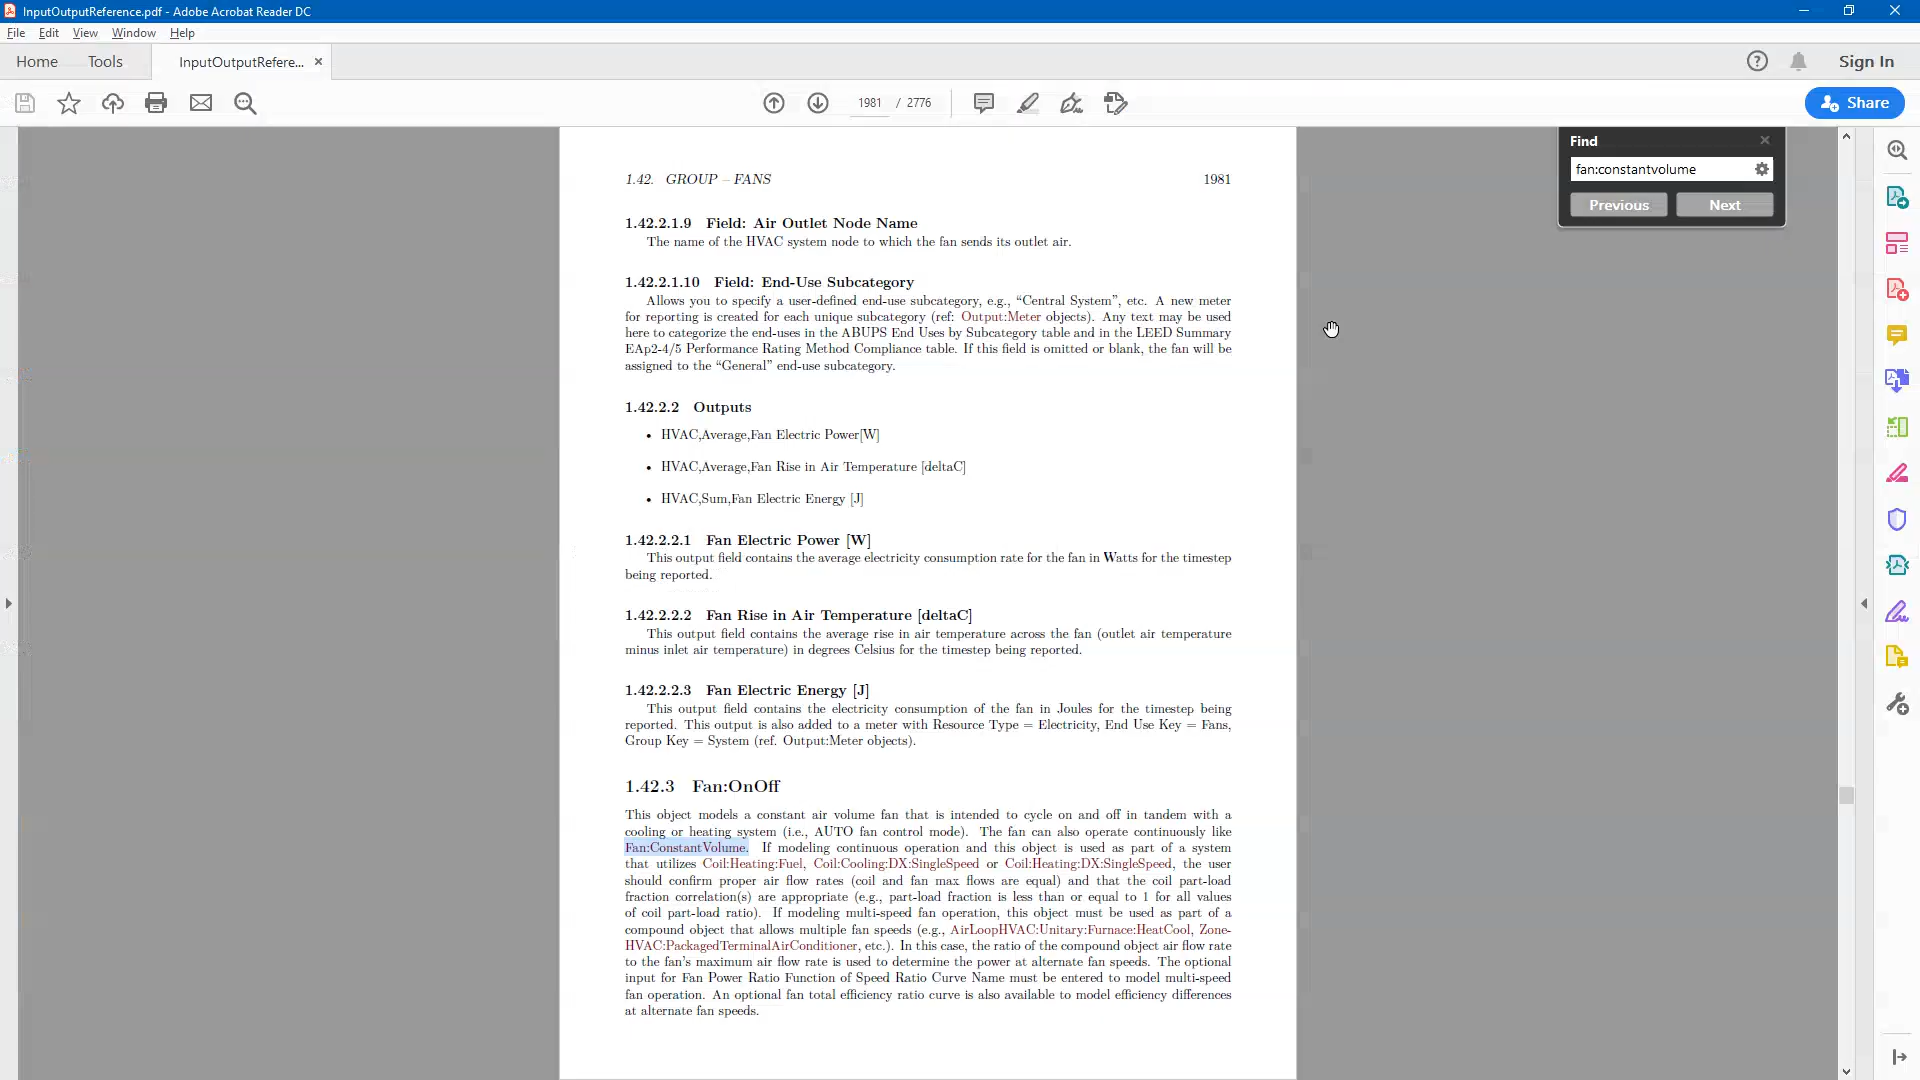 InputOutputReference.pdf - Adobe Acrobat Reader DC
File Edit View Window Help
Home Tools InputOutputRefere... × Sign In
1981 / 2776 Share
Find
fan:constantvolume
Previous Next
1.42. GROUP – FANS 1981
1.42.2.1.9 Field: Air Outlet Node Name
The name of the HVAC system node to which the fan sends its outlet air.
1.42.2.1.10 Field: End-Use Subcategory
Allows you to specify a user-defined end-use subcategory, e.g., “Central System”, etc. A new meter
for reporting is created for each unique subcategory (ref: Output:Meter objects). Any text may be used
here to categorize the end-uses in the ABUPS End Uses by Subcategory table and in the LEED Summary
EAp2-4/5 Performance Rating Method Compliance table. If this field is omitted or blank, the fan will be
assigned to the “General” end-use subcategory.
1.42.2.2 Outputs
• HVAC,Average,Fan Electric Power[W]
• HVAC,Average,Fan Rise in Air Temperature [deltaC]
• HVAC,Sum,Fan Electric Energy [J]
1.42.2.2.1 Fan Electric Power [W]
This output field contains the average electricity consumption rate for the fan in Watts for the timestep
being reported.
1.42.2.2.2 Fan Rise in Air Temperature [deltaC]
This output field contains the average rise in air temperature across the fan (outlet air temperature
minus inlet air temperature) in degrees Celsius for the timestep being reported.
1.42.2.2.3 Fan Electric Energy [J]
This output field contains the electricity consumption of the fan in Joules for the timestep being
reported. This output is also added to a meter with Resource Type = Electricity, End Use Key = Fans,
Group Key = System (ref. Output:Meter objects).
1.42.3 Fan:OnOff
This object models a constant air volume fan that is intended to cycle on and off in tandem with a
cooling or heating system (i.e., AUTO fan control mode). The fan can also operate continuously like
Fan:ConstantVolume. If modeling continuous operation and this object is used as part of a system
that utilizes Coil:Heating:Fuel, Coil:Cooling:DX:SingleSpeed or Coil:Heating:DX:SingleSpeed, the user
should confirm proper air flow rates (coil and fan max flows are equal) and that the coil part-load
fraction correlation(s) are appropriate (e.g., part-load fraction is less than or equal to 1 for all values
of coil part-load ratio). If modeling multi-speed fan operation, this object must be used as part of a
compound object that allows multiple fan speeds (e.g., AirLoopHVAC:Unitary:Furnace:HeatCool, Zone-
HVAC:PackagedTerminalAirConditioner, etc.). In this case, the ratio of the compound object air flow rate
to the fan’s maximum air flow rate is used to determine the power at alternate fan speeds. The optional
input for Fan Power Ratio Function of Speed Ratio Curve Name must be entered to model multi-speed
fan operation. An optional fan total efficiency ratio curve is also available to model efficiency differences
at alternate fan speeds.